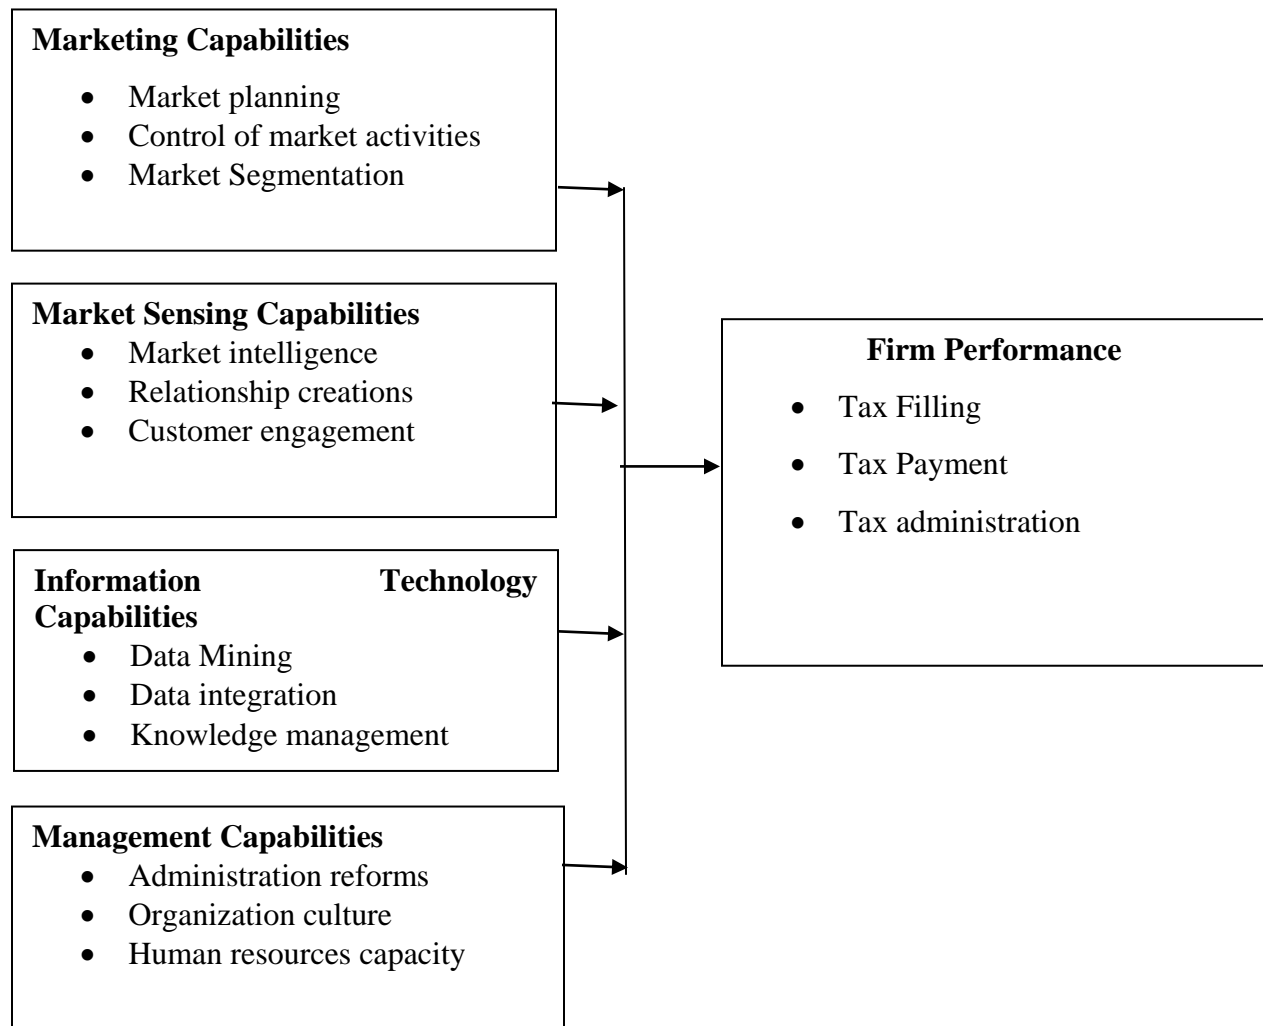 Marketing Capabilities
• Market planning
• Control of market activities
• Market Segmentation
Market Sensing Capabilities
• Market intelligence
• Relationship creations
• Customer engagement
Information Technology
Capabilities
• Data Mining
• Data integration
• Knowledge management
Management Capabilities
• Administration reforms
• Organization culture
• Human resources capacity
Firm Performance
• Tax Filling
• Tax Payment
• Tax administration